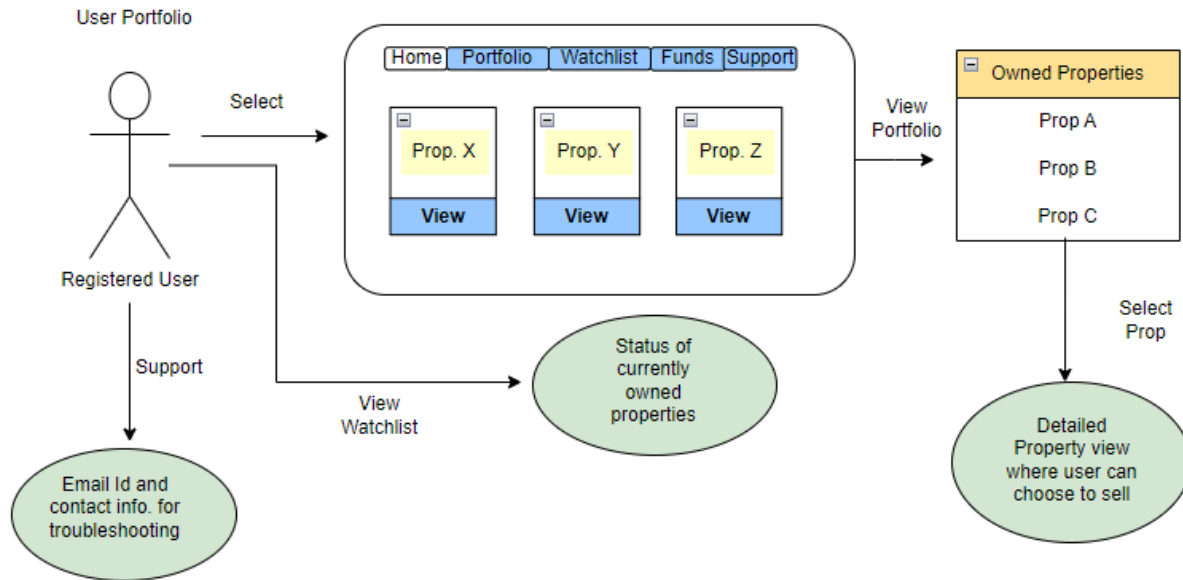 User Portfolio
Home Portfolio Watchlist Funds Support
Select
Prop. X
View
Prop. Y
View
Prop. Z
View
View
Portfolio
Owned Properties
Prop A
Prop B
Prop C
Registered User
Support
Email Id and
contact info. for
troubleshooting
View
Watchlist
Status of
currently
owned
properties
Select
Prop
Detailed
Property view
where user can
choose to sell